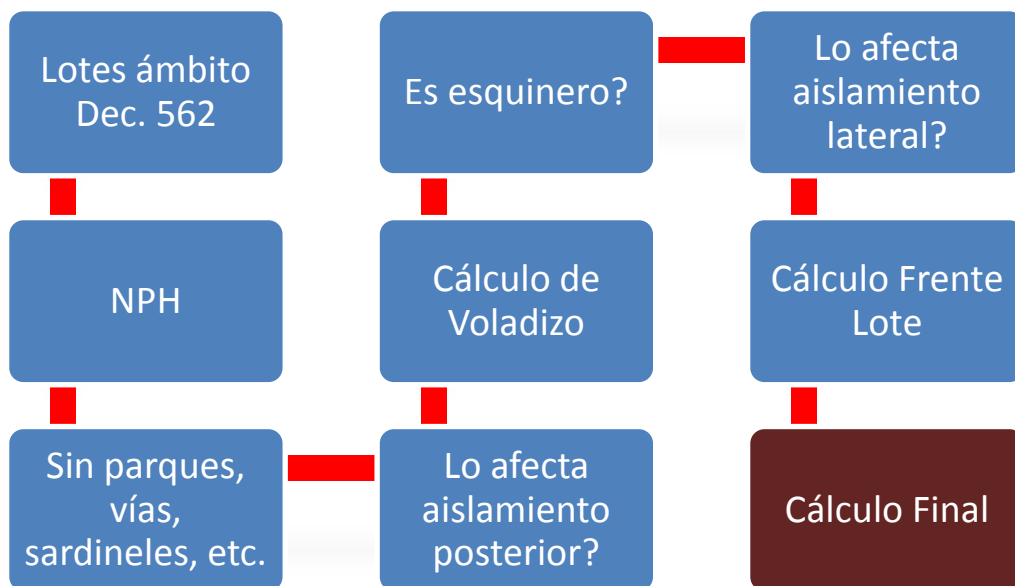 Lotes ámbito
Dec. 562
NPH
Sin parques,
vías,
sardineles, etc.
Lo afecta
aislamiento
posterior?
Cálculo de
Voladizo
Es esquinero?
Lo afecta
aislamiento
lateral?
Cálculo Frente
Lote
Cálculo Final